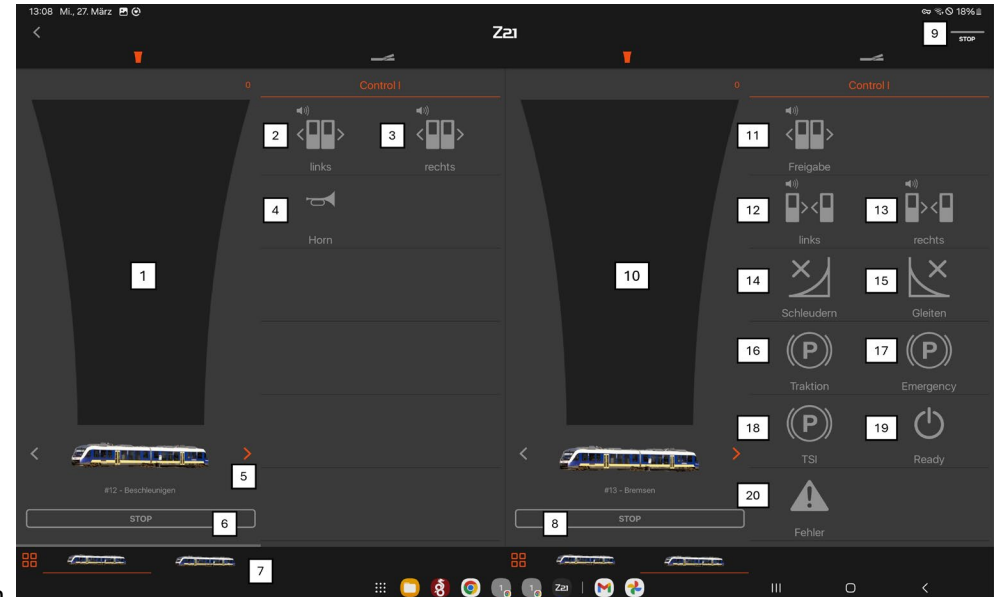 13:08 Mi., 27. März
18%
Z21
9
STOP
0
Control I
0
Control I
2
links
3
rechts
11
Freigabe
4
Horn
12
links
13
rechts
1
10
14
Schleudern
15
Gleiten
16
P
Traktion
17
P
Emergency
5
#12 - Beschleunigen
#13 - Bremsen
18
P
TSI
19
Ready
6
STOP
8
STOP
20
Fehler
7
Z21